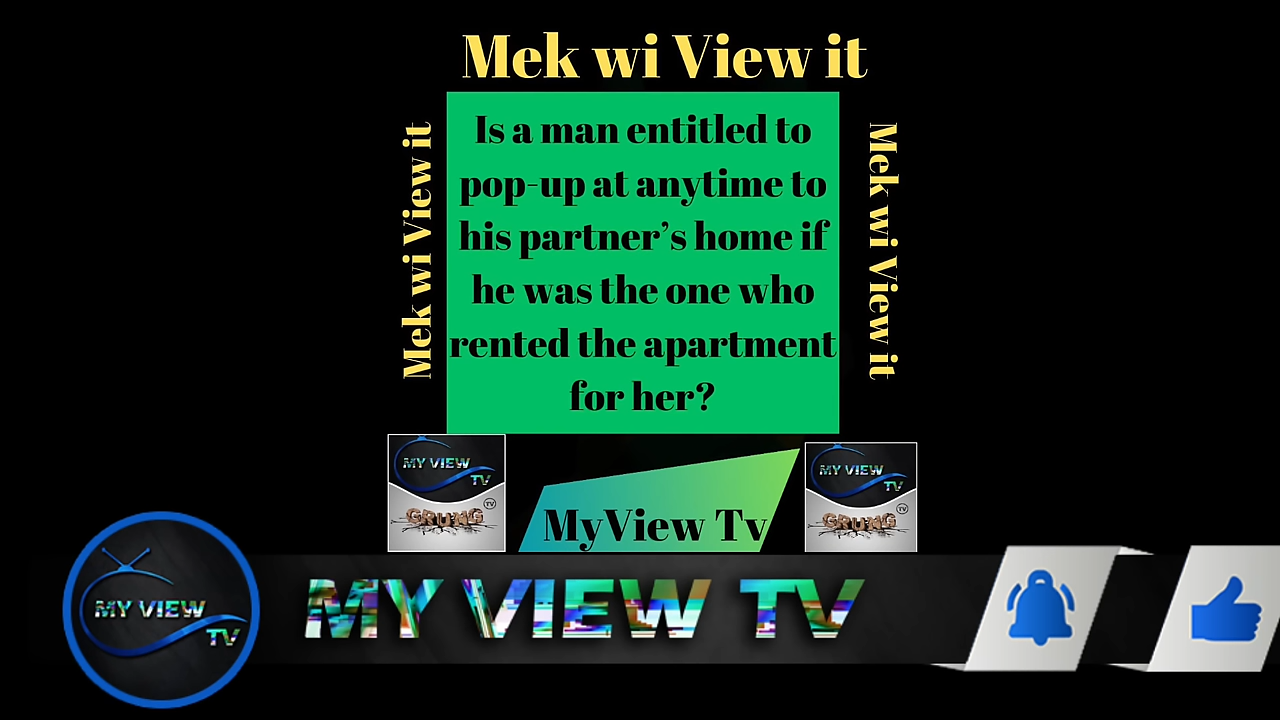 Mek wi View it
Mek wi View it
Is a man entitled to
pop-up at anytime to
his partner's home if
he was the one who
rented the apartment
for her?
Mek wi View it
MY VIEW
TV
GRUNG
TV
MyView Tv
MY VIEW
TV
GRUNG
TV
MY VIEW
TV
MY VIEW TV